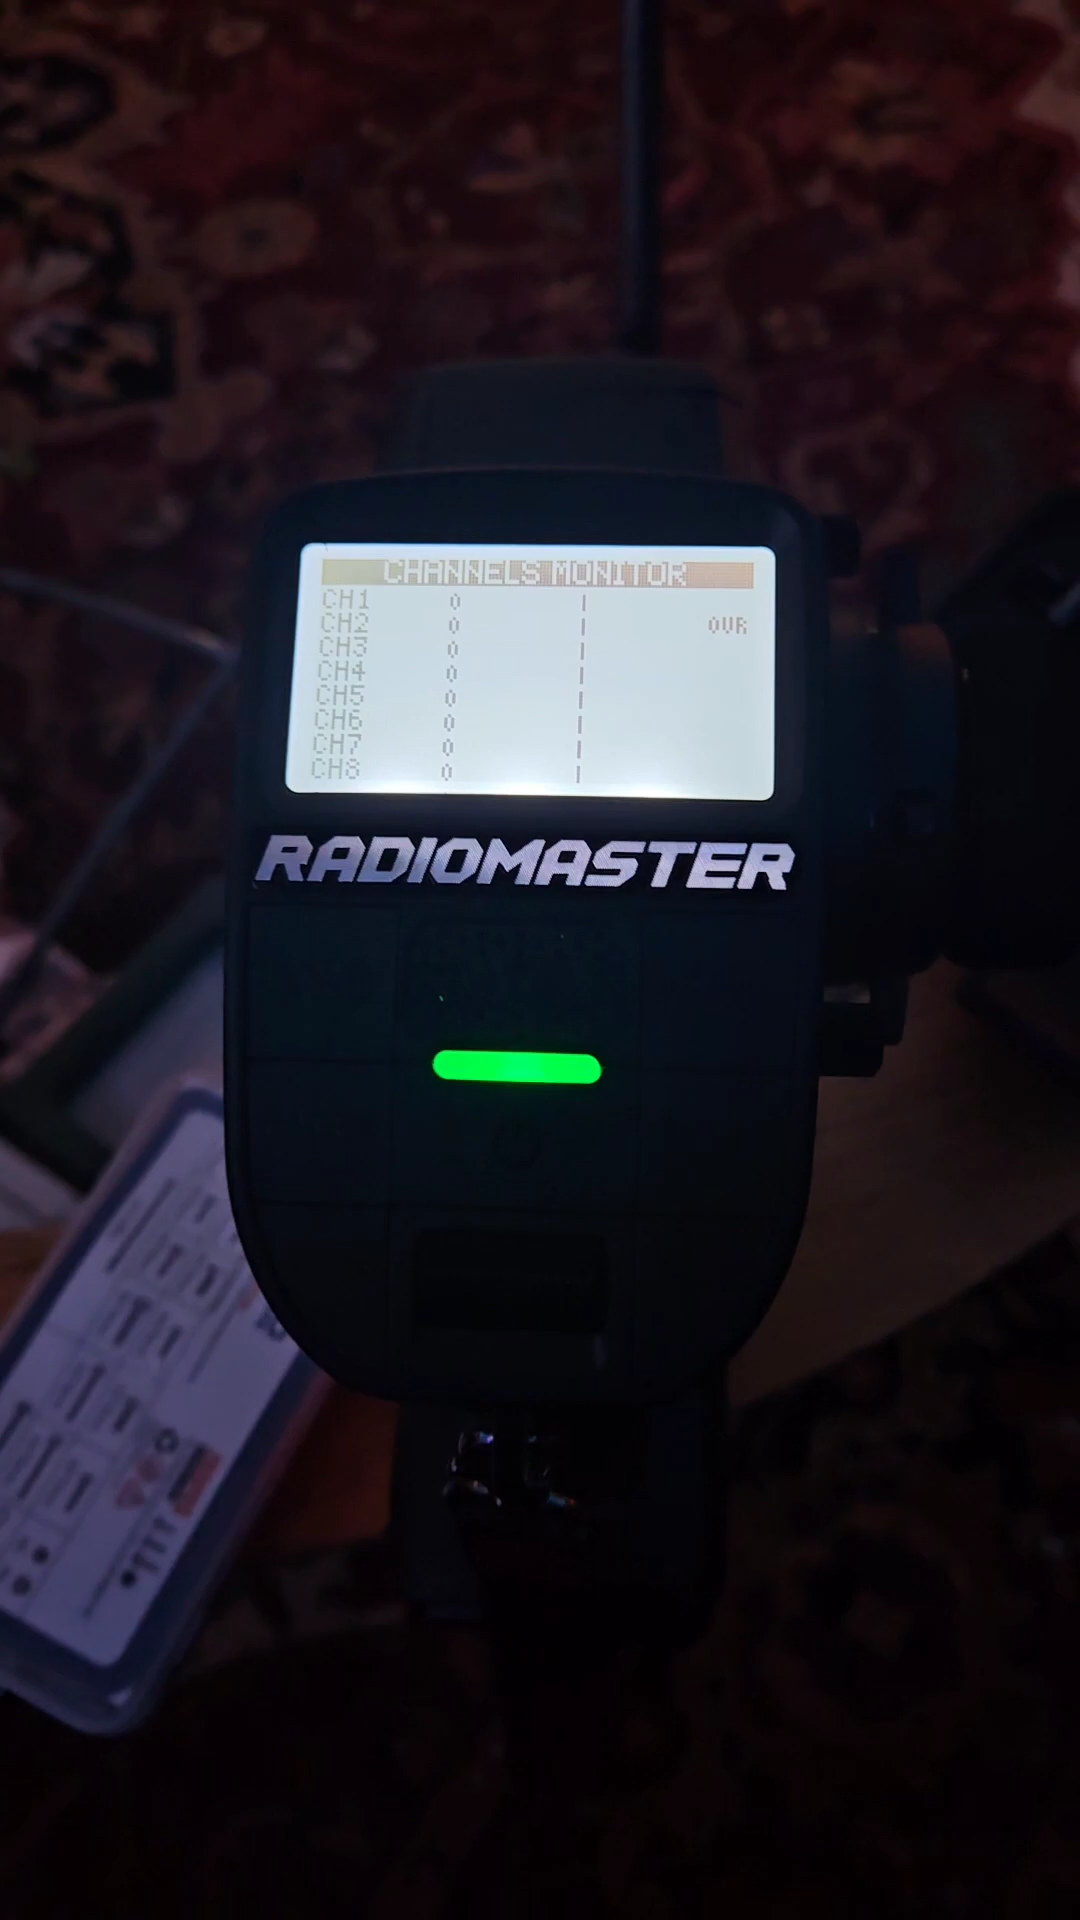 CHANNELS MONITOR
CH1 0
CH2 0 OVR
CH3 0
CH4 0
CH5 0
CH6 0
CH7 0
CH8 0
RADIOMASTER